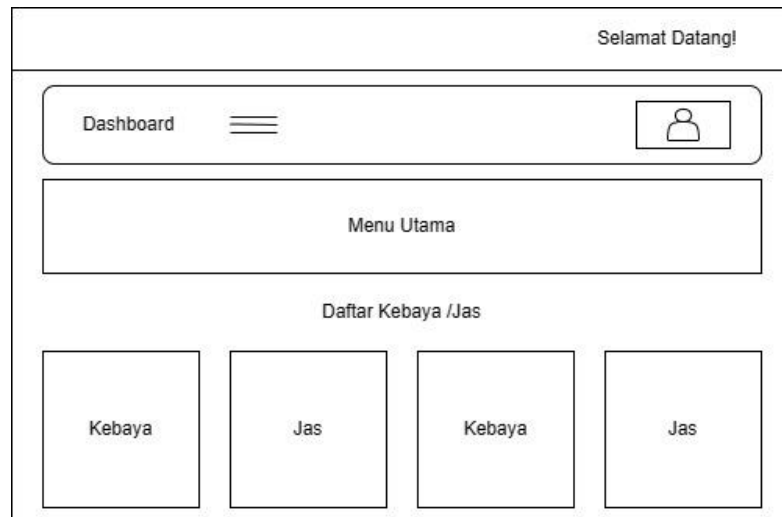 Selamat Datang!
Dashboard
Menu Utama
Daftar Kebaya /Jas
Kebaya
Jas
Kebaya
Jas